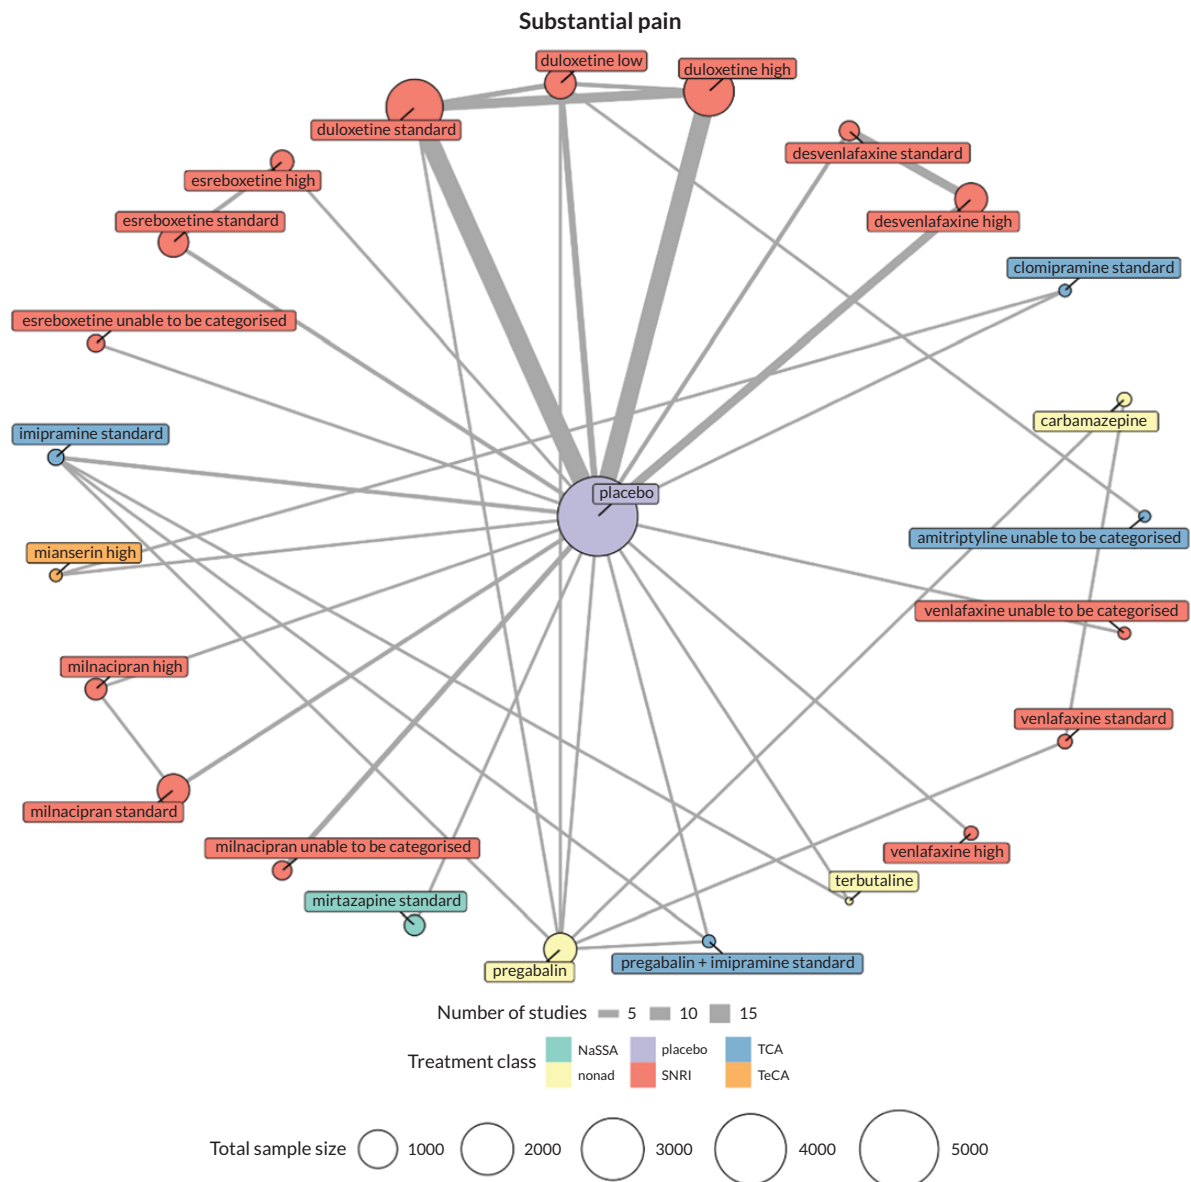 Substantial pain
duloxetine low
duloxetine high
duloxetine standard
desvenlafaxine standard
esreboxetine high
esreboxetine standard
desvenlafaxine high
clomipramine standard
esreboxetine unable to be categorised
carbamazepine
imipramine standard
placebo
amitriptyline unable to be categorised
mianserin high
venlafaxine unable to be categorised
milnacipran high
venlafaxine standard
milnacipran standard
milnacipran unable to be categorised
venlafaxine high
terbutaline
mirtazapine standard
pregabalin + imipramine standard
pregabalin
Number of studies 5 10 15
Treatment class
NaSSA placebo TCA
nonad SNRI TeCA
Total sample size 1000 2000 3000 4000 5000